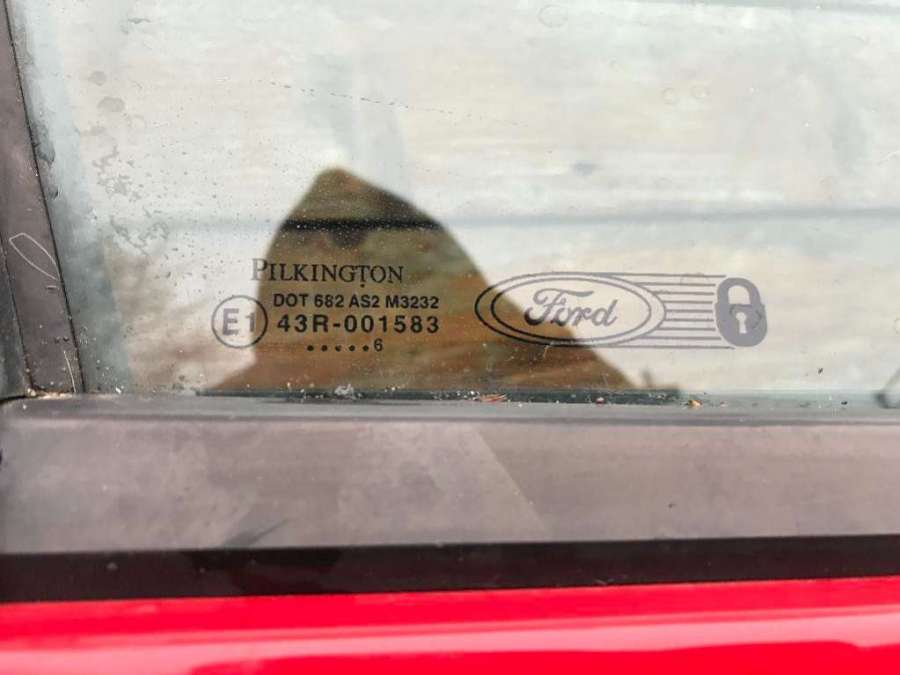 PILKINGTON
DOT 682 AS2 M3232
E1 43R-001583
.....6
Ford